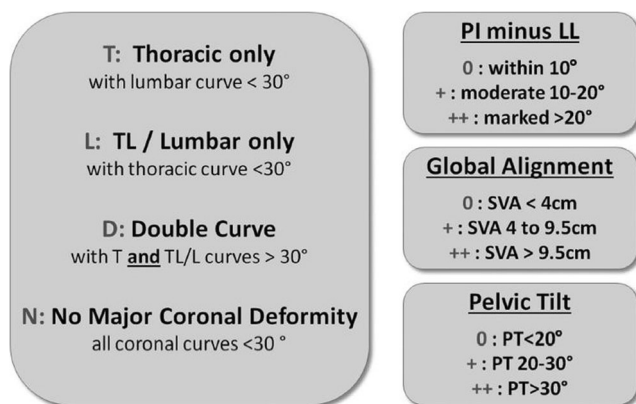 T: Thoracic only
with lumbar curve < 30°
L: TL / Lumbar only
with thoracic curve <30°
D: Double Curve
with T and TL/L curves > 30°
N: No Major Coronal Deformity
all coronal curves <30 °
PI minus LL
0 : within 10°
+ : moderate 10-20°
++ : marked >20°
Global Alignment
0 : SVA < 4cm
+ : SVA 4 to 9.5cm
++ : SVA > 9.5cm
Pelvic Tilt
0 : PT<20°
+ : PT 20-30°
++ : PT>30°